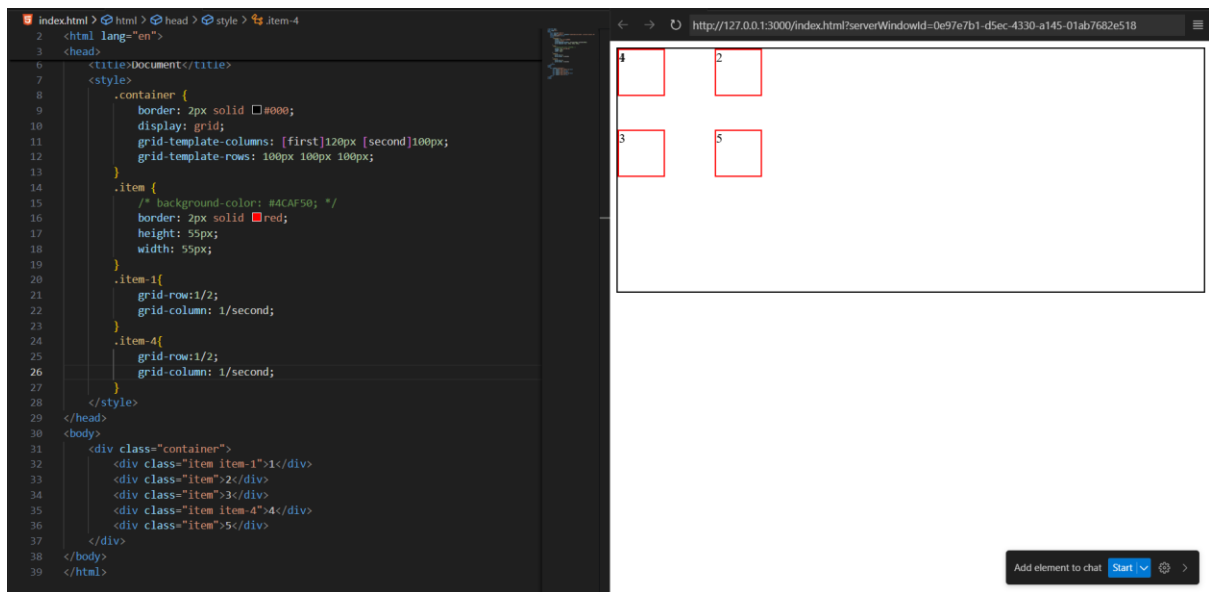 index.html > html > head > style > .item-4
2 <html lang="en">
3 <head>
6 <title>Document</title>
7 <style>
8 .container {
9 border: 2px solid #000;
10 display: grid;
11 grid-template-columns: [first]120px [second]100px;
12 grid-template-rows: 100px 100px 100px;
13 }
14 .item {
15 /* background-color: #4CAF50; */
16 border: 2px solid red;
17 height: 55px;
18 width: 55px;
19 }
20 .item-1{
21 grid-row:1/2;
22 grid-column: 1/second;
23 }
24 .item-4{
25 grid-row:1/2;
26 grid-column: 1/second;
27 }
28 </style>
29 </head>
30 <body>
31 <div class="container">
32 <div class="item item-1">1</div>
33 <div class="item">2</div>
34 <div class="item">3</div>
35 <div class="item item-4">4</div>
36 <div class="item">5</div>
37 </div>
38 </body>
39 </html>
http://127.0.0.1:3000/index.html?serverWindowId=0e97e7b1-d5ec-4330-a145-01ab7682e518
4 2
3 5
Add element to chat Start